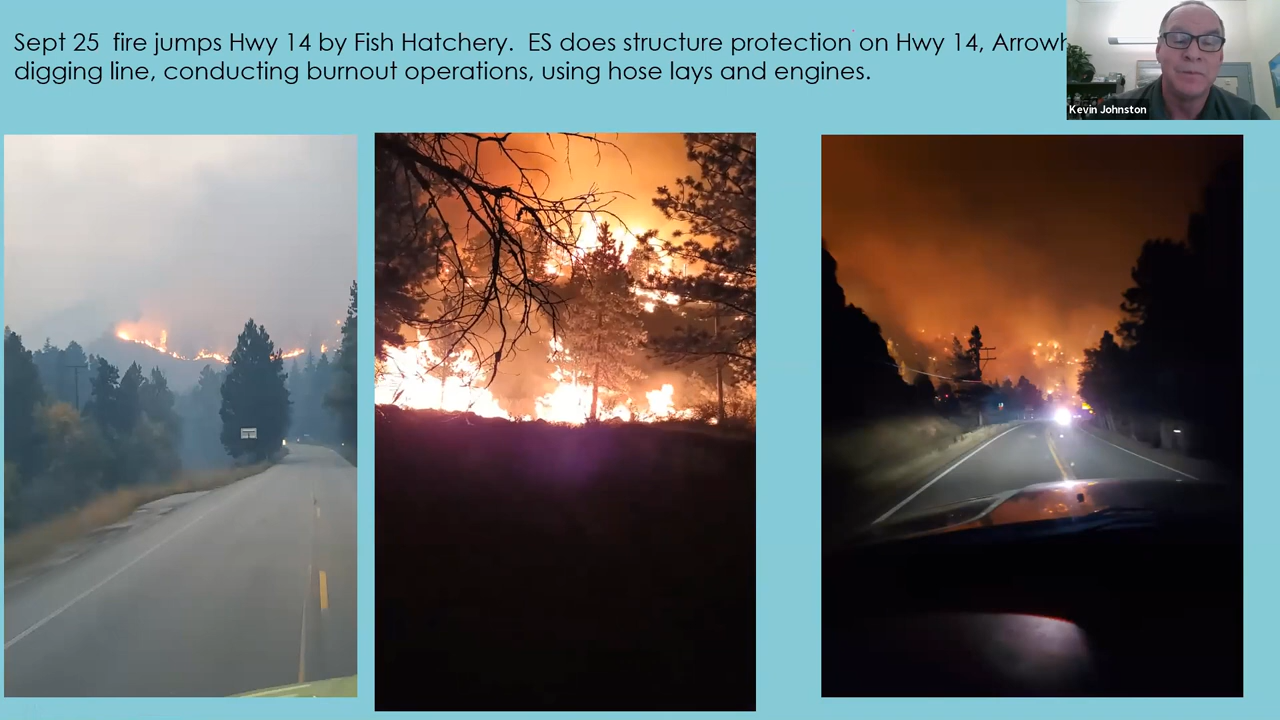 Sept 25 fire jumps Hwy 14 by Fish Hatchery. ES does structure protection on Hwy 14,
digging line, conducting burnout operations, using hose lays and engines.
Kevin Johnston